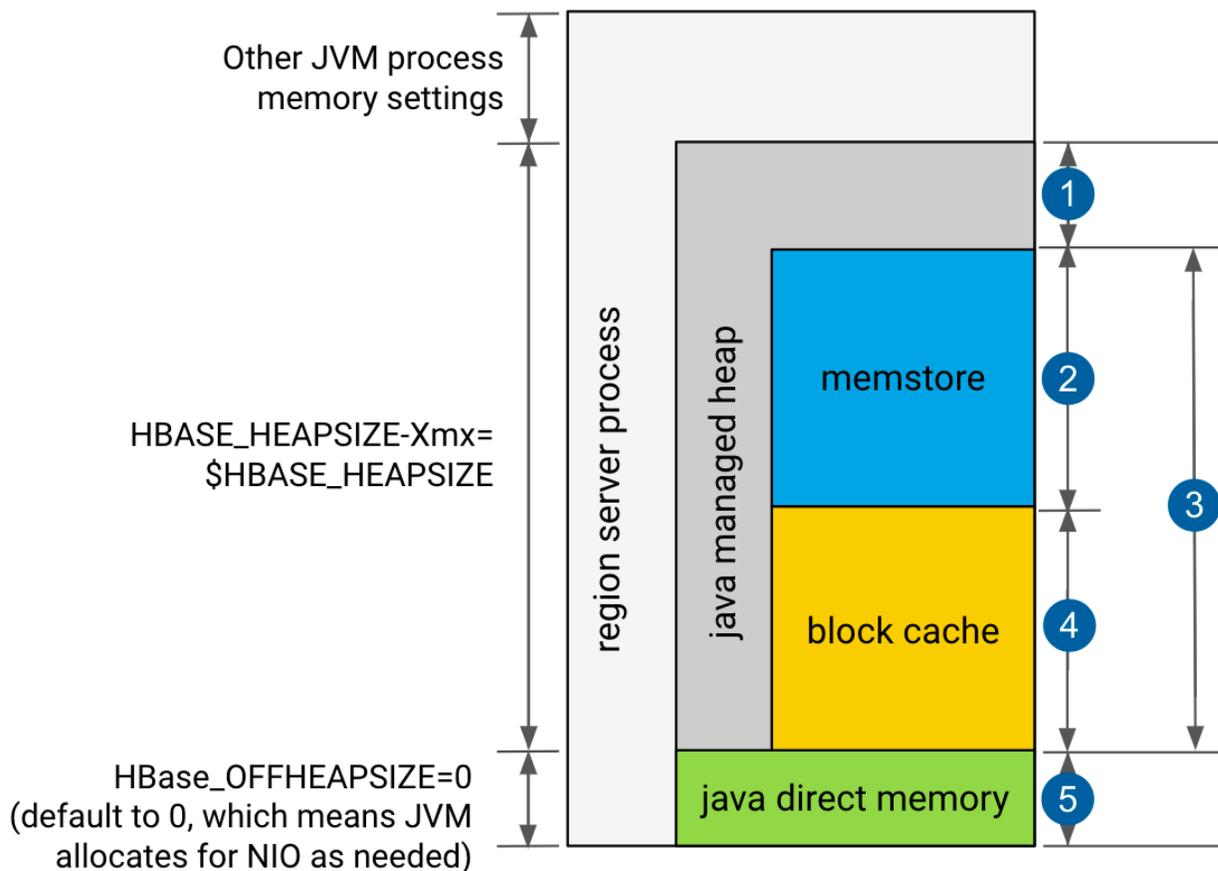 Other JVM process
memory settings
1
region server process
java managed heap
memstore
2
HBASE_HEAPSIZE-Xmx=
$HBASE_HEAPSIZE
3
block cache
4
HBase_OFFHEAPSIZE=0
(default to 0, which means JVM
allocates for NIO as needed)
java direct memory
5